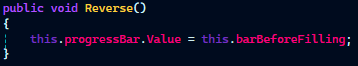 public void Reverse()
{
this.progressBar.Value = this.barBeforeFilling;
}